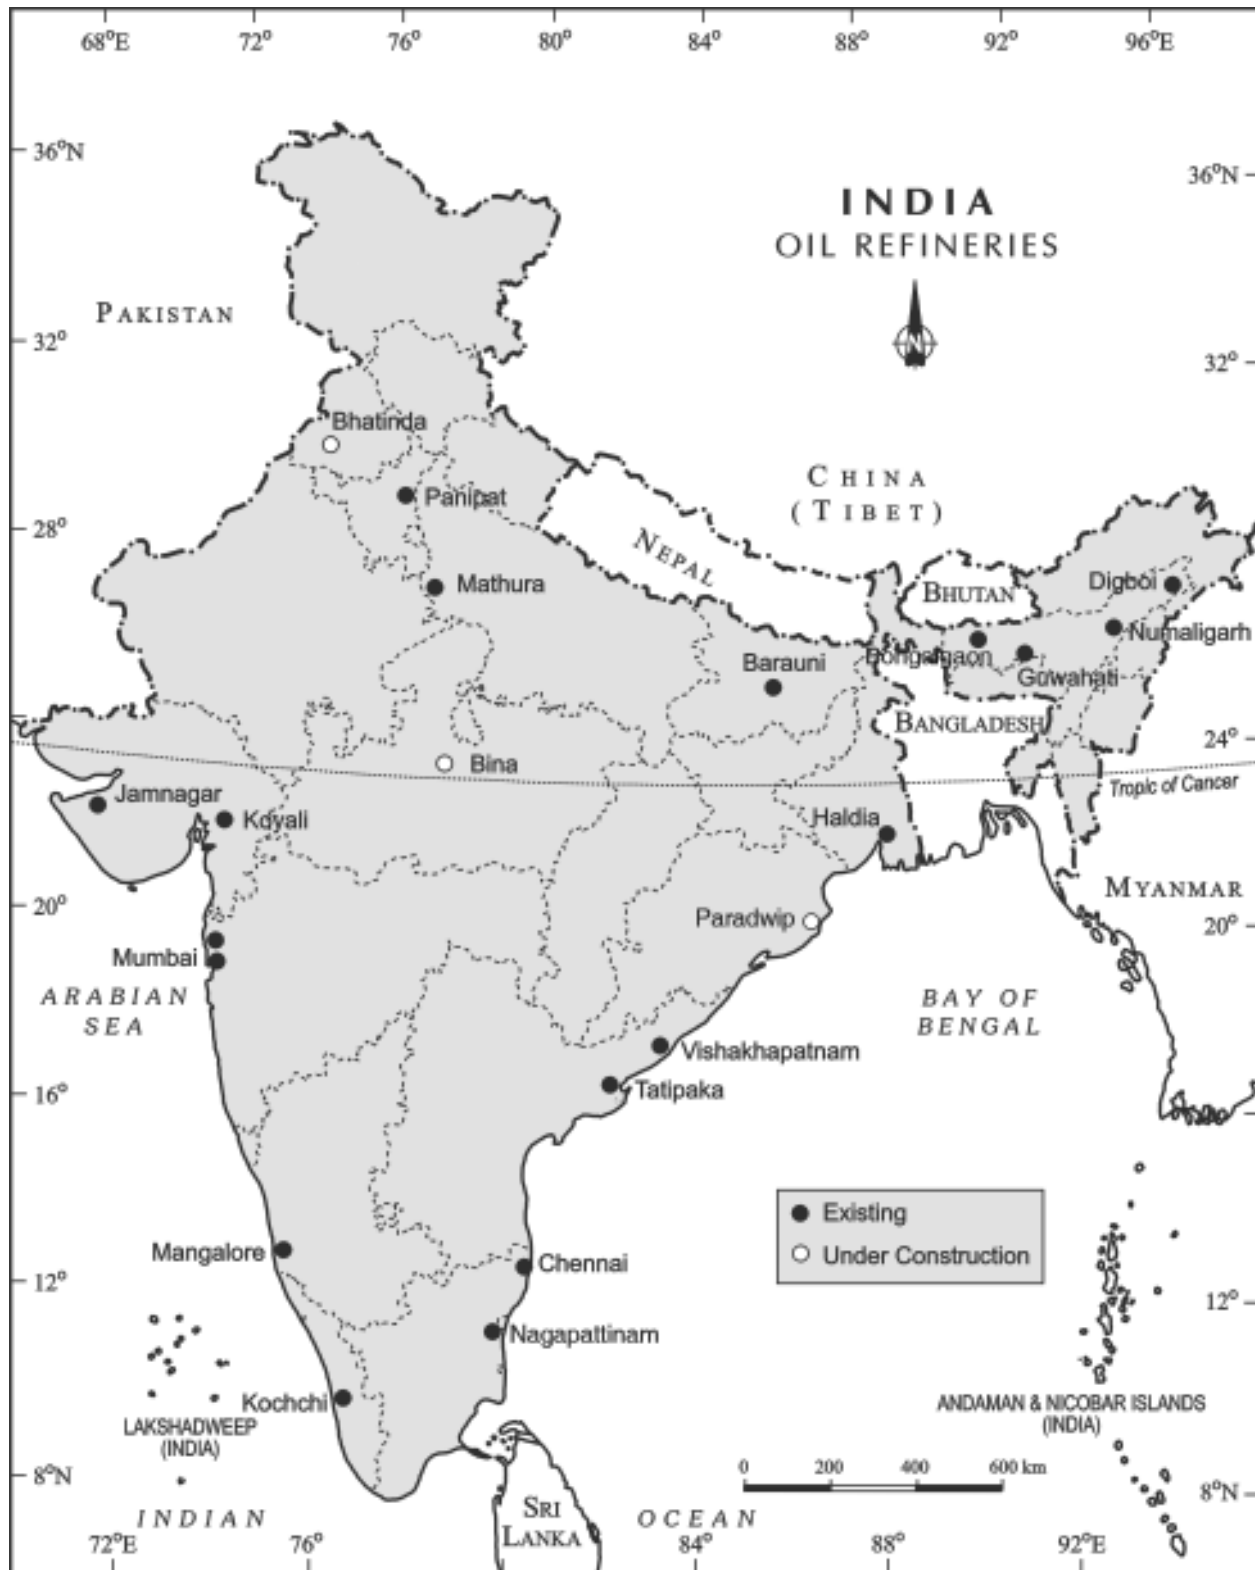 68°E 72° 76° 80° 84° 88° 92° 96°E
36°N
36°N
INDIA
OIL REFINERIES
PAKISTAN
N
32°
32°
Bhatinda
CHINA
(TIBET)
Panipat
28°
NEPAL
Mathura
BHUTAN
Digboi
Numaligarh
Bongaigaon
Guwahati
Barauni
BANGLADESH
24°
Bina
Tropic of Cancer
Jamnagar
Koyali
Haldia
MYANMAR
20°
20°
Paradwip
Mumbai
ARABIAN
SEA
BAY OF
BENGAL
Vishakhapatnam
Tatipaka
16°
Existing
Under Construction
Mangalore
Chennai
12°
12°
Nagapattinam
Kochchi
LAKSHADWEEP
(INDIA)
ANDAMAN & NICOBAR ISLANDS
(INDIA)
0 200 400 600 km
8°N
8°N
SRI
LANKA
INDIAN OCEAN
72°E 76° 84° 88° 92°E